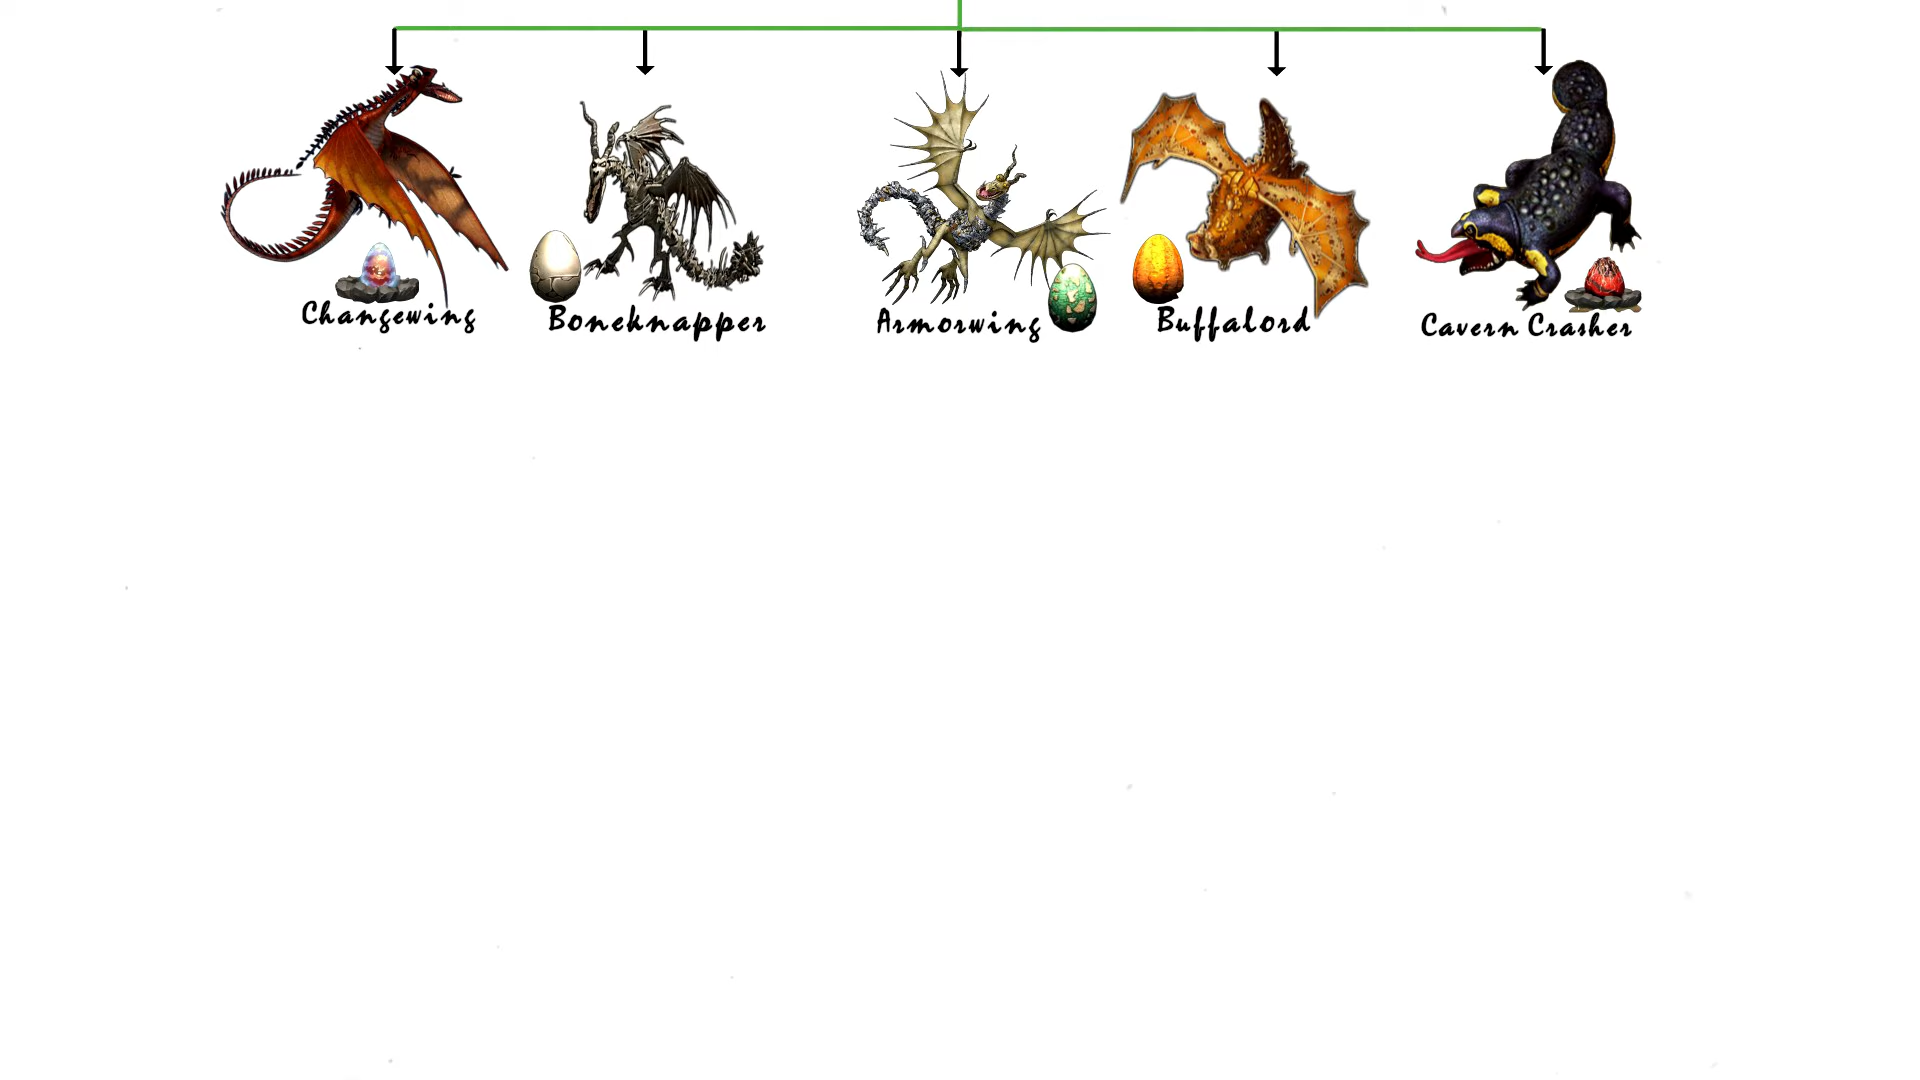 Changewing
Boneknapper
Armorwing
Buffalord
Cavern Crasher